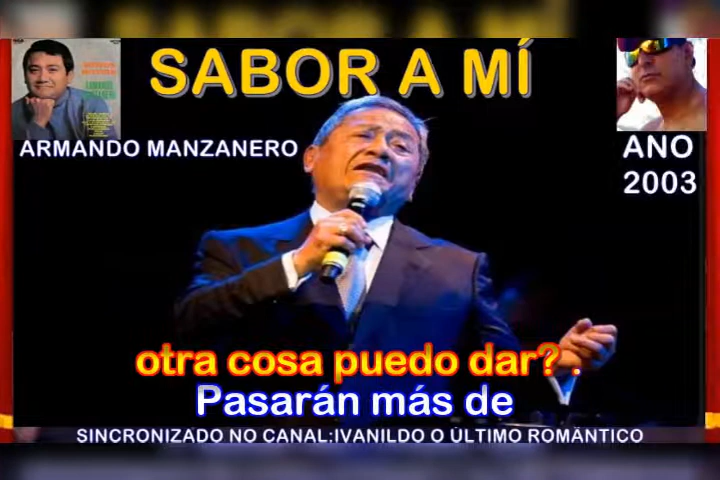 SABOR A MÍ
ARMANDO MANZANERO
ANO
2003
otra cosa puedo dar? .
Pasarán más de
SINCRONIZADO NO CANAL:IVANILDO O ÚLTIMO ROMÂNTICO